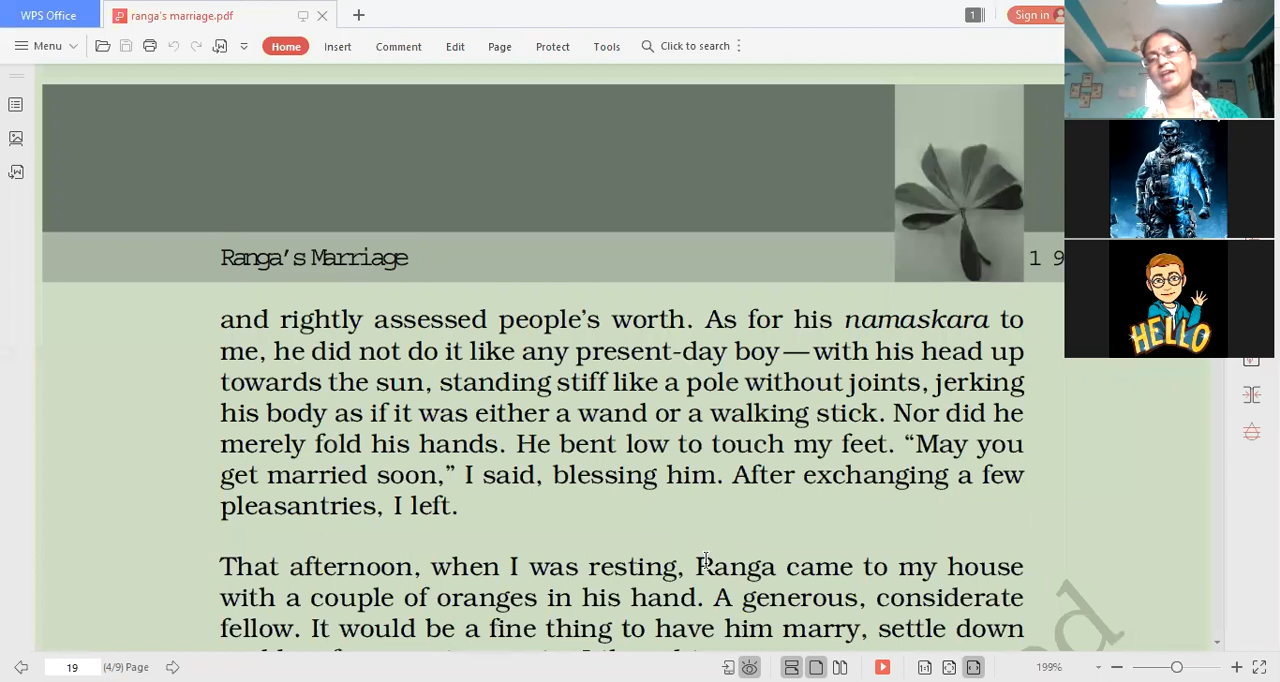 WPS Office
ranga's marriage.pdf
1
Sign in
Menu
Home
Insert
Comment
Edit
Page
Protect
Tools
Click to search
Ranga's Marriage
1 9
and rightly assessed people's worth. As for his namaskara to
me, he did not do it like any present-day boy—with his head up
towards the sun, standing stiff like a pole without joints, jerking
his body as if it was either a wand or a walking stick. Nor did he
merely fold his hands. He bent low to touch my feet. “May you
get married soon,” I said, blessing him. After exchanging a few
pleasantries, I left.
That afternoon, when I was resting, Ranga came to my house
with a couple of oranges in his hand. A generous, considerate
fellow. It would be a fine thing to have him marry, settle down
HELLO
19
(4/9) Page
199%